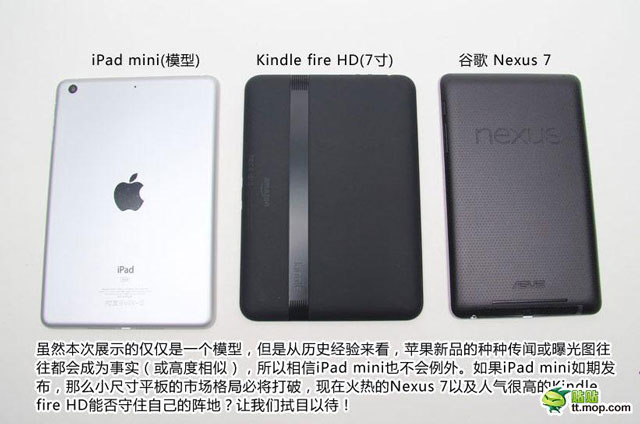 iPad mini(模型)
Kindle fire HD(7寸)
谷歌 Nexus 7
iPad
amazon
kindle
nexus
ASUS
虽然本次展示的仅仅是一个模型，但是从历史经验来看，苹果新品的种种传闻或曝光图往
往都会成为事实（或高度相似），所以相信iPad mini也不会例外。如果iPad mini如期发
布，那么小尺寸平板的市场格局必将打破，现在火热的Nexus 7以及人气很高的Kindle
fire HD能否守住自己的阵地？让我们拭目以待！
贴贴
tt.mop.com